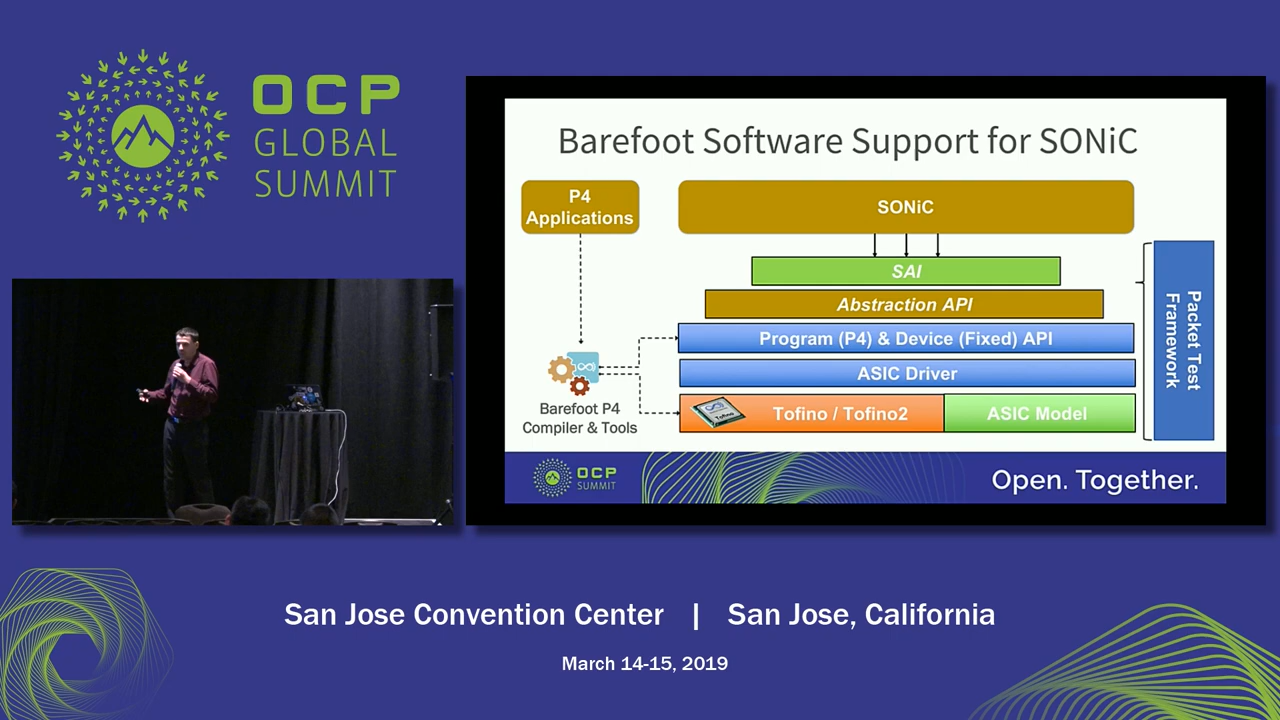 OCP
GLOBAL
SUMMIT
Barefoot Software Support for SONiC
P4
Applications
SONiC
SAI
Abstraction API
Program (P4) & Device (Fixed) API
ASIC Driver
Tofino
Tofino / Tofino2
ASIC Model
Packet Test
Framework
Barefoot P4
Compiler & Tools
OCP
SUMMIT
Open. Together.
San Jose Convention Center | San Jose, California
March 14-15, 2019